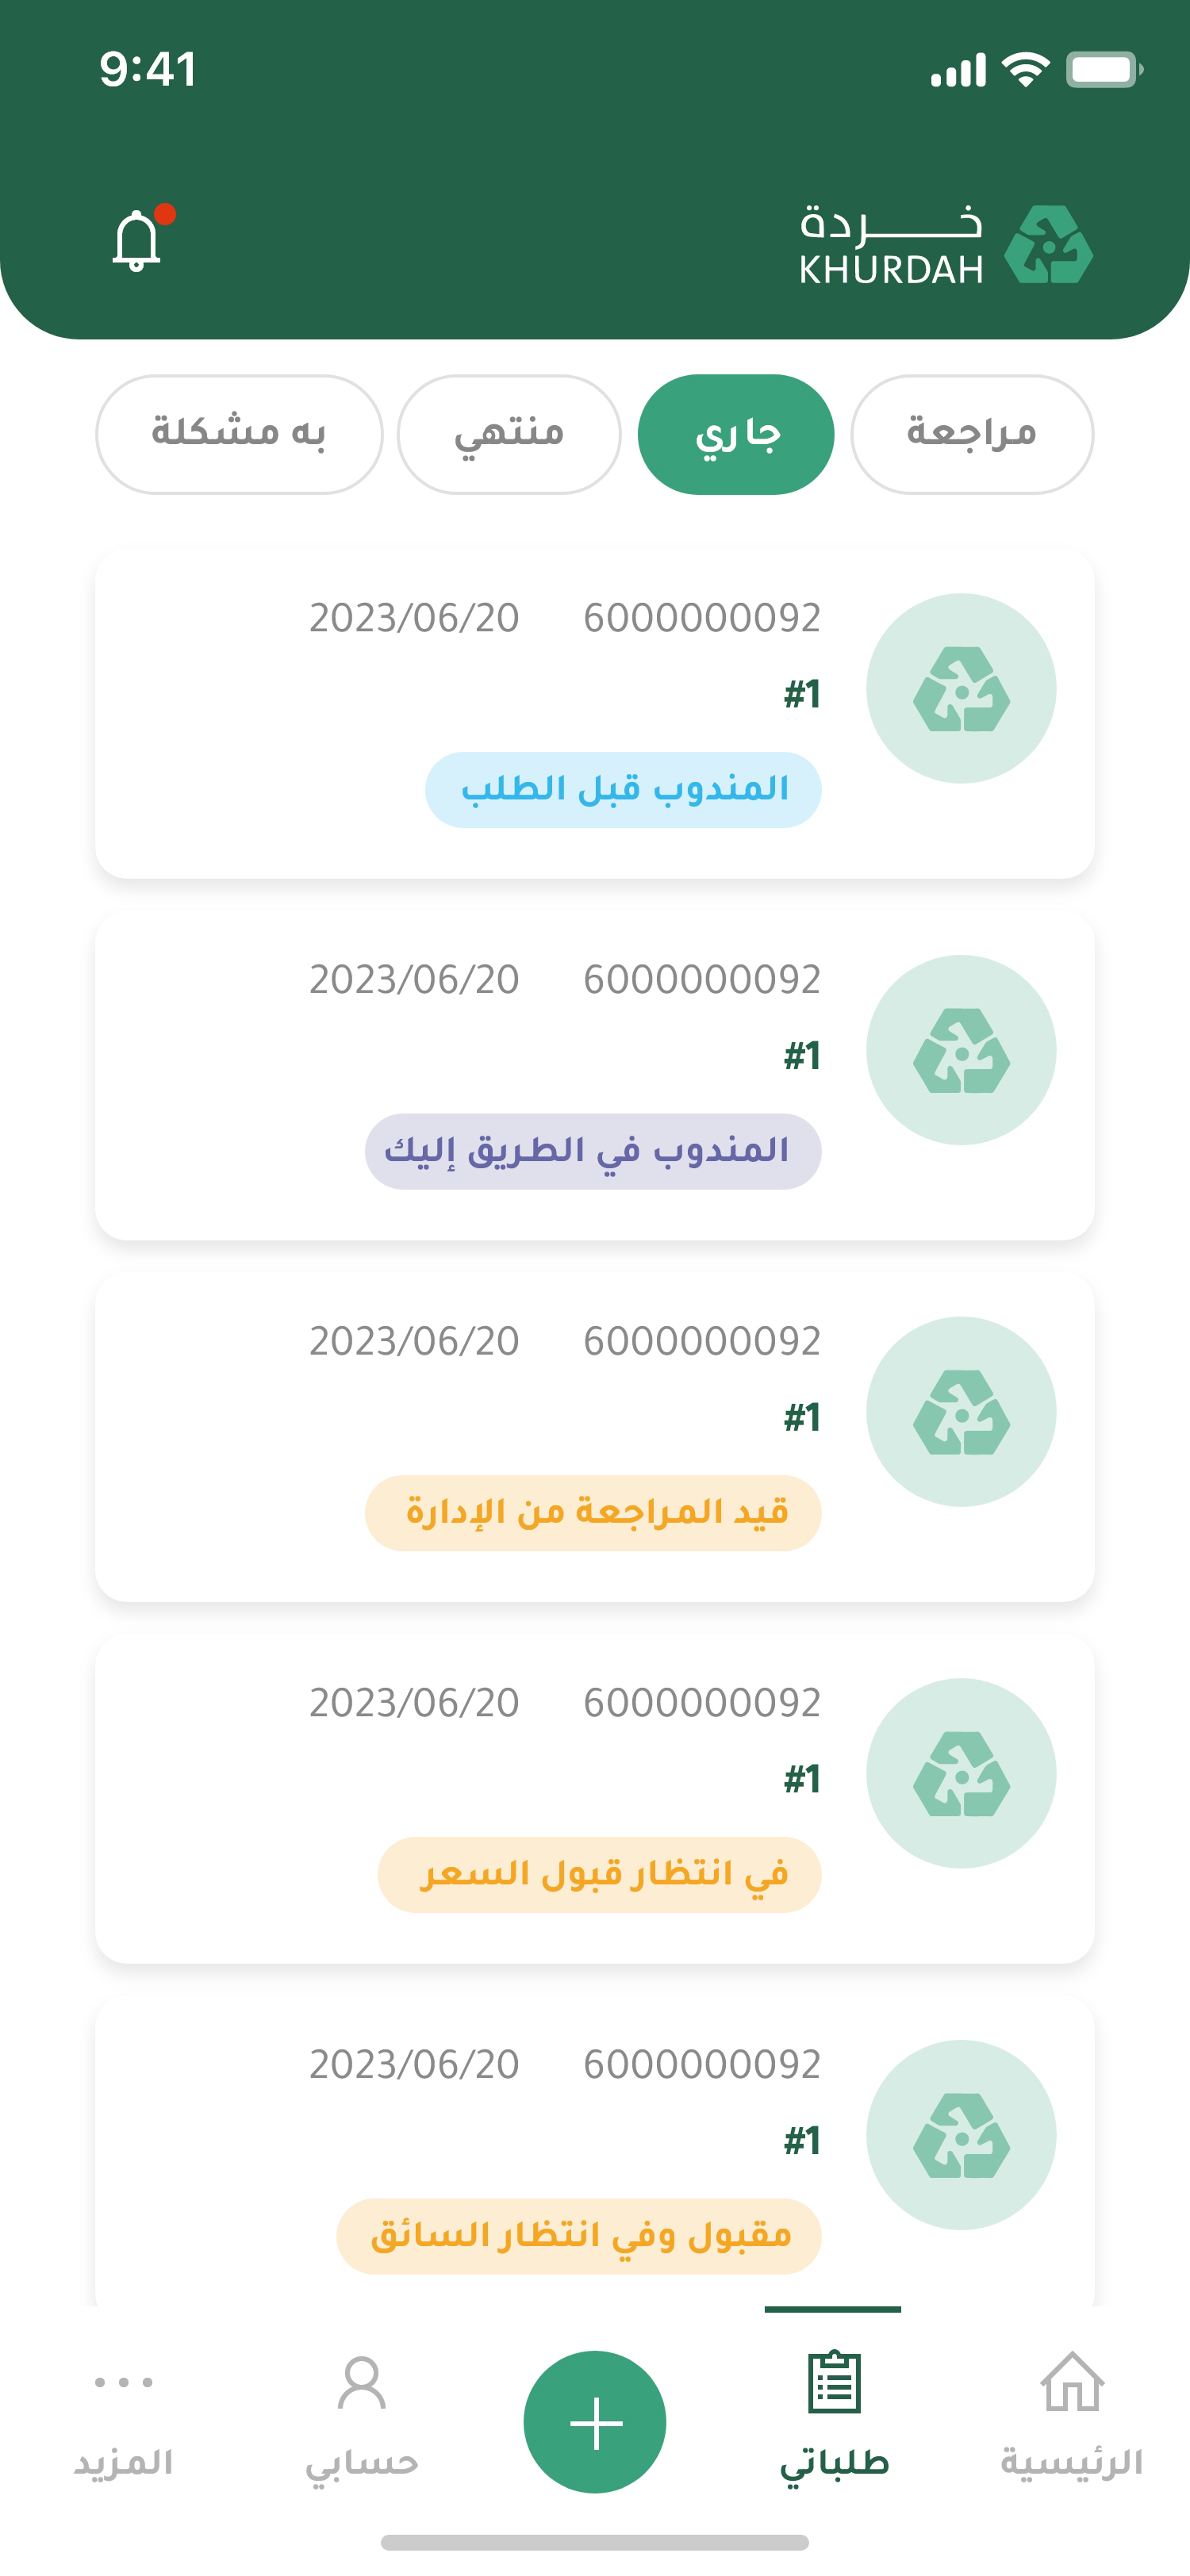 9:41
خردة
KHURDAH
مراجعة
جاري
منتهي
به مشكلة
6000000092 2023/06/20
#1
المندوب قبل الطلب
6000000092 2023/06/20
#1
المندوب في الطريق إليك
6000000092 2023/06/20
#1
قيد المراجعة من الإدارة
6000000092 2023/06/20
#1
في انتظار قبول السعر
6000000092 2023/06/20
#1
مقبول وفي انتظار السائق
الرئيسية
طلباتي
حسابي
المزيد